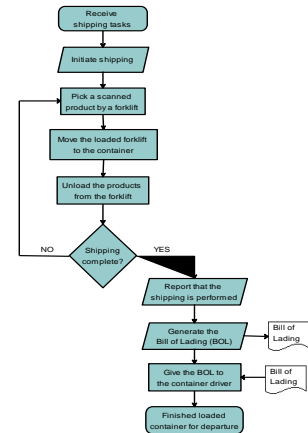 Receive
shipping tasks
Initiate shipping
Pick a scanned
product by a forklift
Move the loaded forklift
to the container
Unload the products
from the forklift
NO
Shipping
complete?
YES
Report that the
shipping is performed
Generate the
Bill of Lading (BOL)
Bill of
Lading
Give the BOL to
the container driver
Bill of
Lading
Finished loaded
container for departure